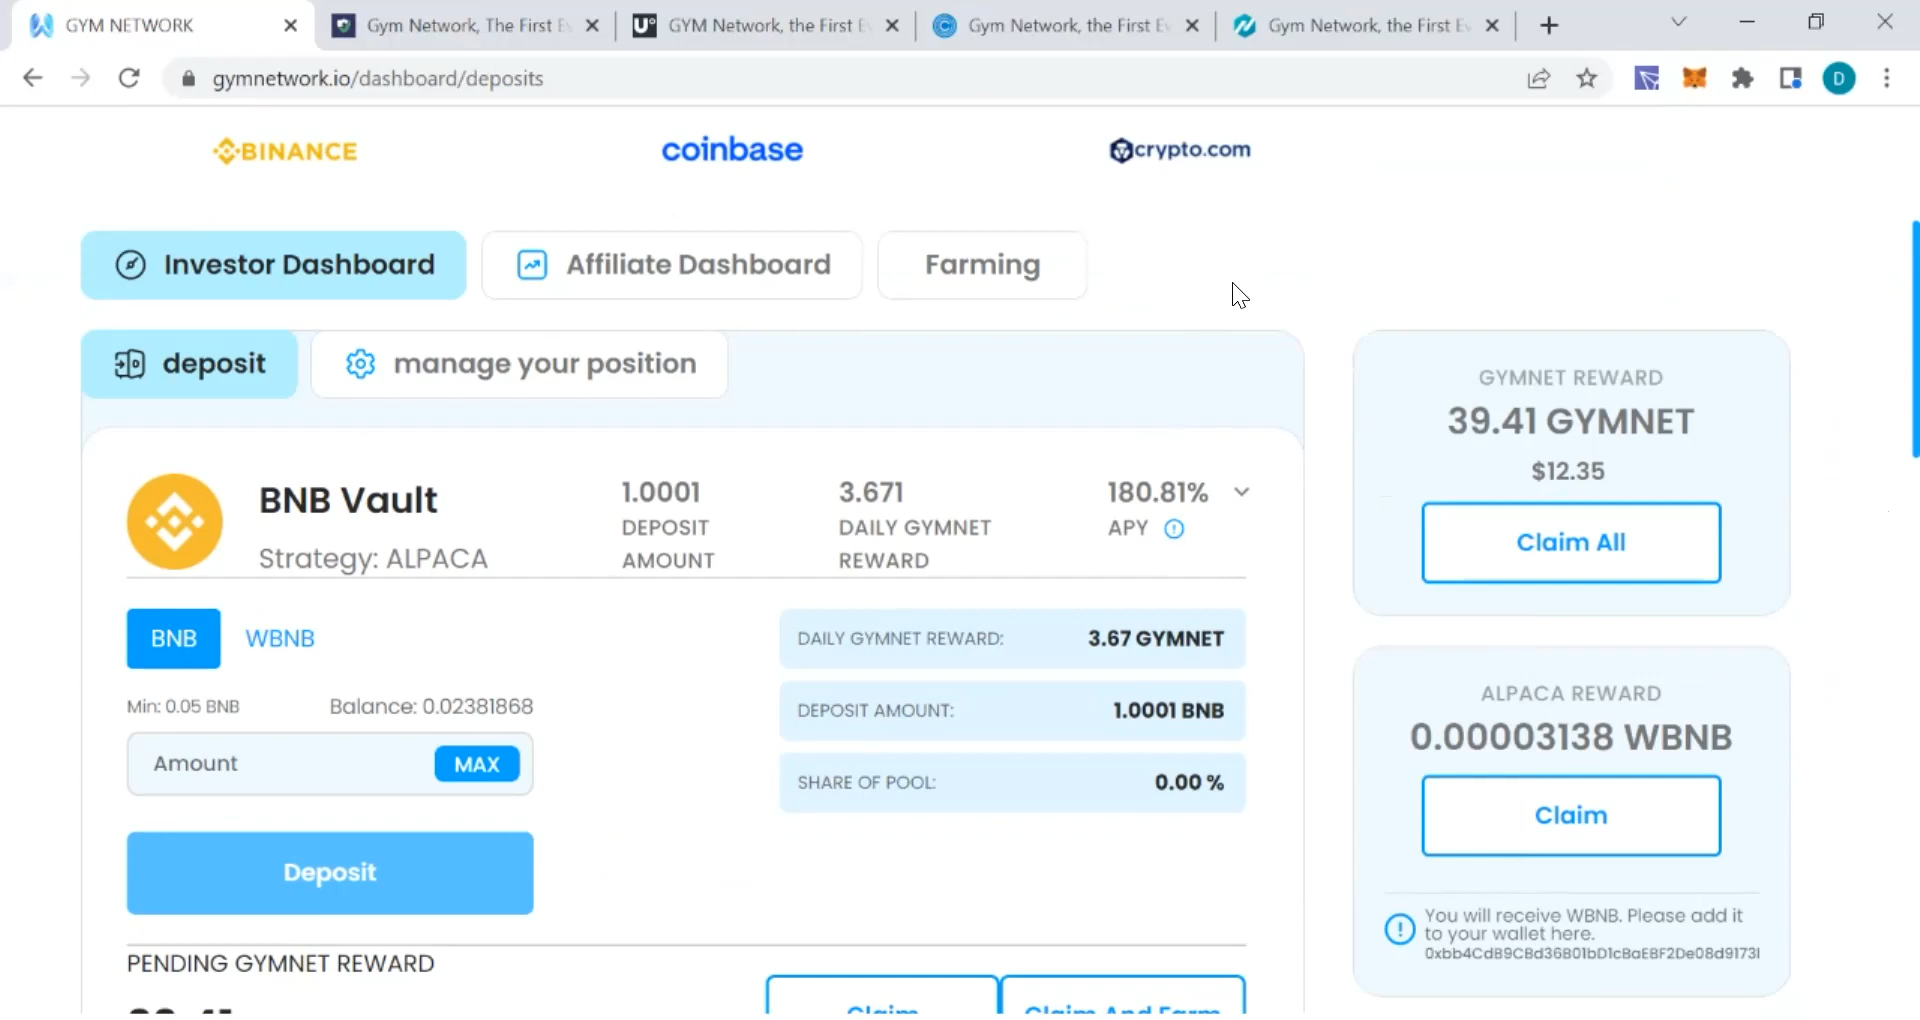 GYM NETWORK
Gym Network, The First E
GYM Network, the First E
Gym Network, the First E
Gym Network, the First E
gymnetwork.io/dashboard/deposits
D
BINANCE
coinbase
crypto.com
Investor Dashboard
Affiliate Dashboard
Farming
deposit
manage your position
BNB Vault
Strategy: ALPACA
1.0001
DEPOSIT
AMOUNT
3.671
DAILY GYMNET
REWARD
180.81%
APY
BNB
WBNB
Min: 0.05 BNB
Balance: 0.02381868
Amount
MAX
Deposit
DAILY GYMNET REWARD: 3.67 GYMNET
DEPOSIT AMOUNT: 1.0001 BNB
SHARE OF POOL: 0.00 %
PENDING GYMNET REWARD
Claim
Claim And Farm
GYMNET REWARD
39.41 GYMNET
$12.35
Claim All
ALPACA REWARD
0.00003138 WBNB
Claim
You will receive WBNB. Please add it
to your wallet here.